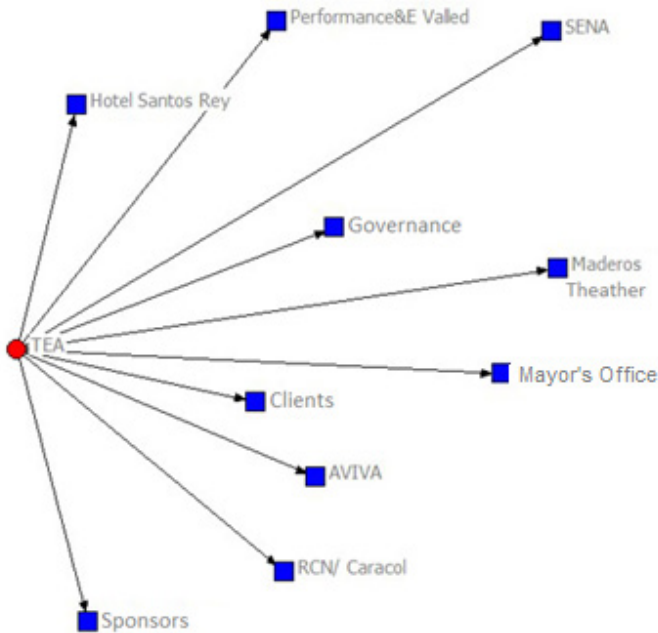 Performance&E Valled
SENA
Hotel Santos Rey
Governance
Maderos
Theather
TEA
Mayor's Office
Clients
AVIVA
RCN/ Caracol
Sponsors